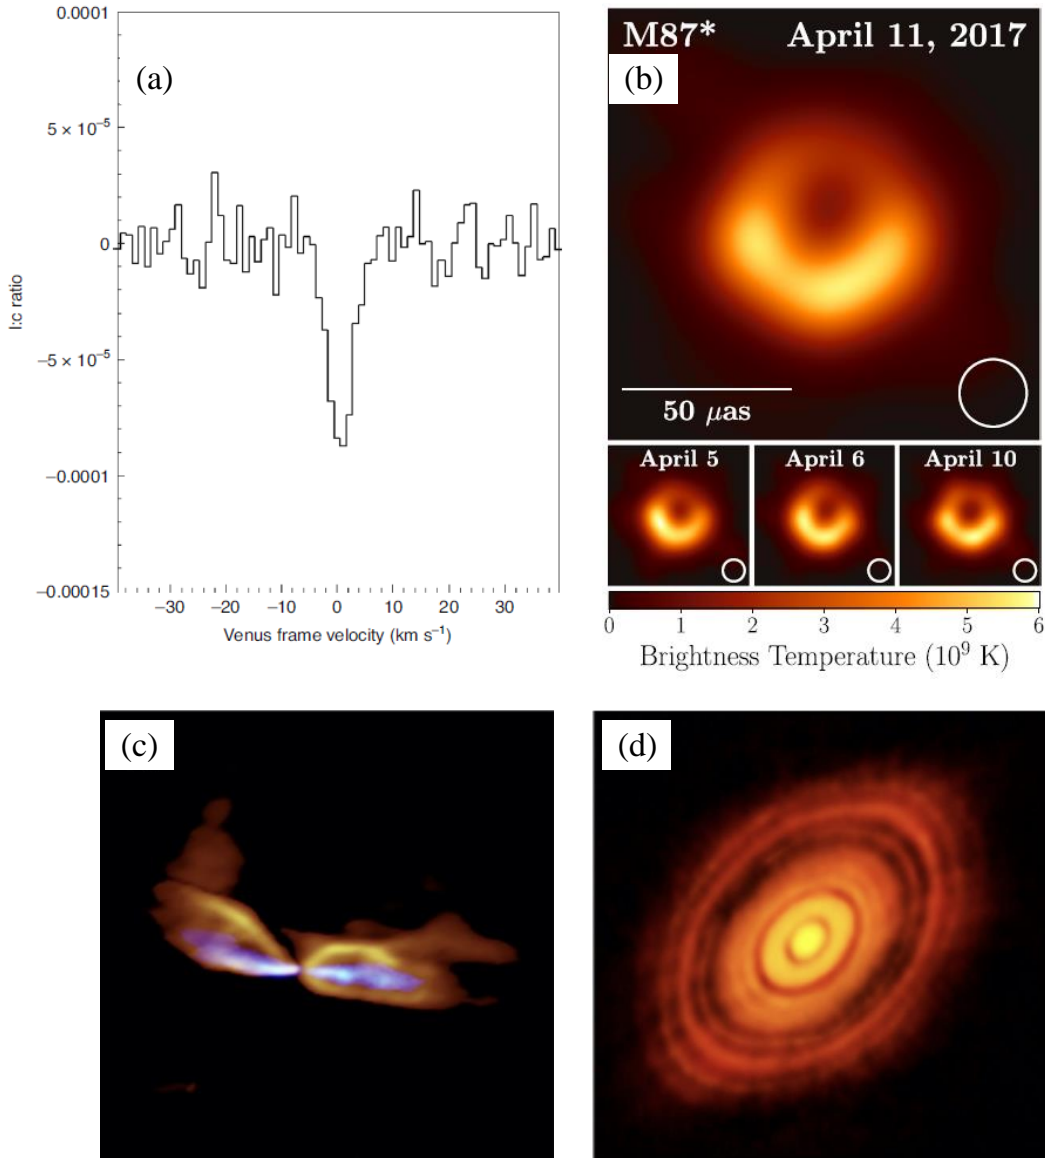 (a)
0.0001
5 × 10⁻⁵
0
−5 × 10⁻⁵
−0.0001
−0.00015
l:c ratio
−30 −20 −10 0 10 20 30
Venus frame velocity (km s⁻¹)
M87* April 11, 2017
(b)
50 μas
April 5 April 6 April 10
0 1 2 3 4 5 6
Brightness Temperature (10⁹ K)
(c)
(d)